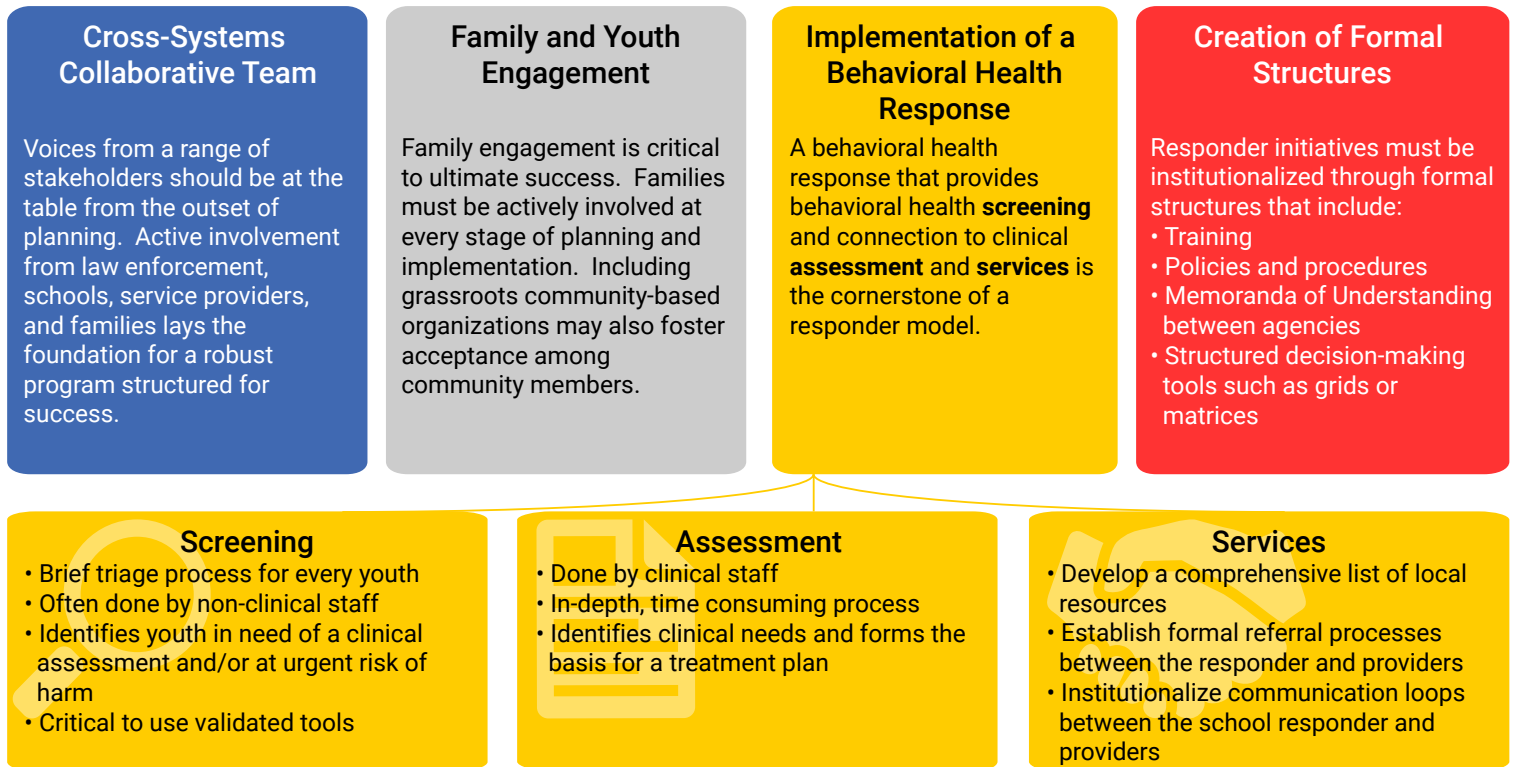 Cross-Systems
Collaborative Team
Voices from a range of
stakeholders should be at the
table from the outset of
planning.  Active involvement
from law enforcement,
schools, service providers,
and families lays the
foundation for a robust
program structured for
success.
Family and Youth
Engagement
Family engagement is critical
to ultimate success.  Families
must be actively involved at
every stage of planning and
implementation.  Including
grassroots community-based
organizations may also foster
acceptance among
community members.
Implementation of a
Behavioral Health
Response
A behavioral health
response that provides
behavioral health screening
and connection to clinical
assessment and services is
the cornerstone of a
responder model.
Creation of Formal
Structures
Responder initiatives must be
institutionalized through formal
structures that include:
• Training
• Policies and procedures
• Memoranda of Understanding
between agencies
• Structured decision-making
tools such as grids or
matrices
Screening
• Brief triage process for every youth
• Often done by non-clinical staff
• Identifies youth in need of a clinical
assessment and/or at urgent risk of
harm
• Critical to use validated tools
Assessment
• Done by clinical staff
• In-depth, time consuming process
• Identifies clinical needs and forms the
basis for a treatment plan
Services
• Develop a comprehensive list of local
resources
• Establish formal referral processes
between the responder and providers
• Institutionalize communication loops
between the school responder and
providers